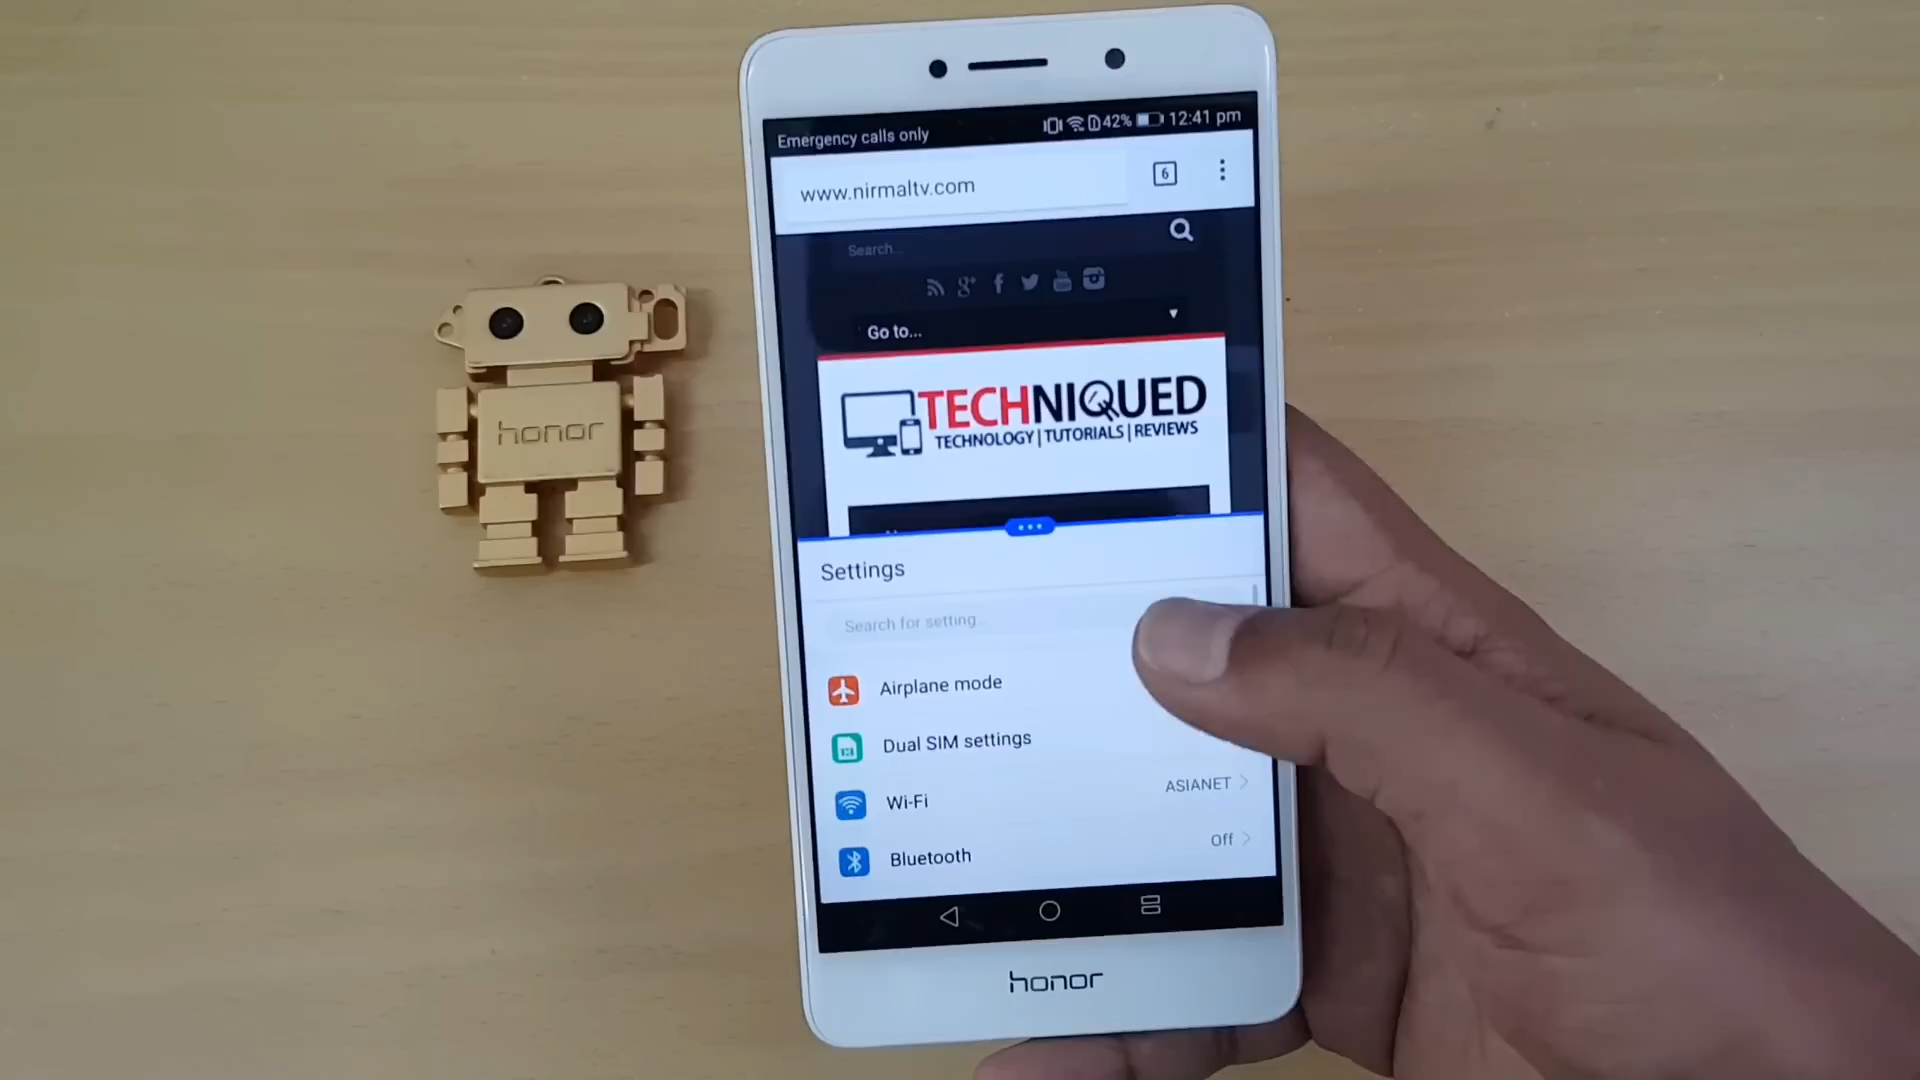 Emergency calls only
42% 12:41 pm
www.nirmaltv.com
6
Search...
g+ f You
Go to...
TECHNIQUED
TECHNOLOGY | TUTORIALS | REVIEWS
honor
Settings
Search for setting...
Airplane mode
Dual SIM settings
Wi-Fi
ASIANET
Bluetooth
Off
honor